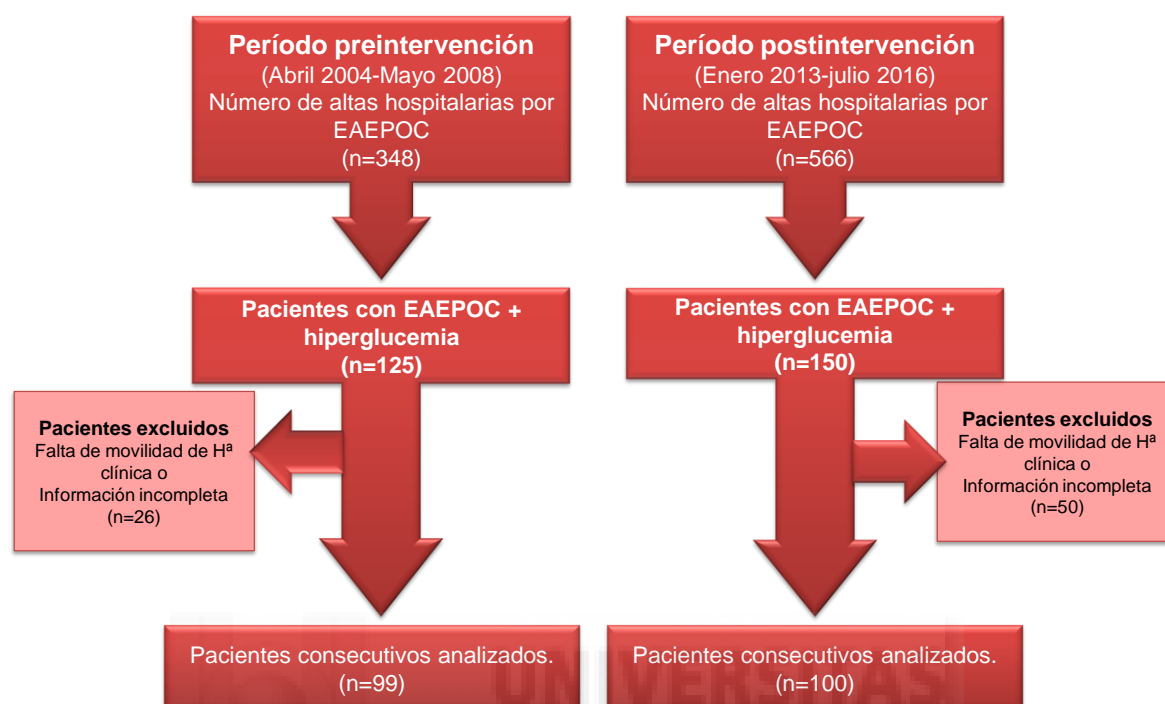 Período preintervención
(Abril 2004-Mayo 2008)
Número de altas hospitalarias por
EAEPOC
(n=348)
Período postintervención
(Enero 2013-julio 2016)
Número de altas hospitalarias por
EAEPOC
(n=566)
Pacientes con EAEPOC +
hiperglucemia
(n=125)
Pacientes con EAEPOC +
hiperglucemia
(n=150)
Pacientes excluidos
Falta de movilidad de Hª
clínica o
Información incompleta
(n=26)
Pacientes excluidos
Falta de movilidad de Hª
clínica o
Información incompleta
(n=50)
Pacientes consecutivos analizados.
(n=99)
Pacientes consecutivos analizados.
(n=100)
UNIVERSITAS